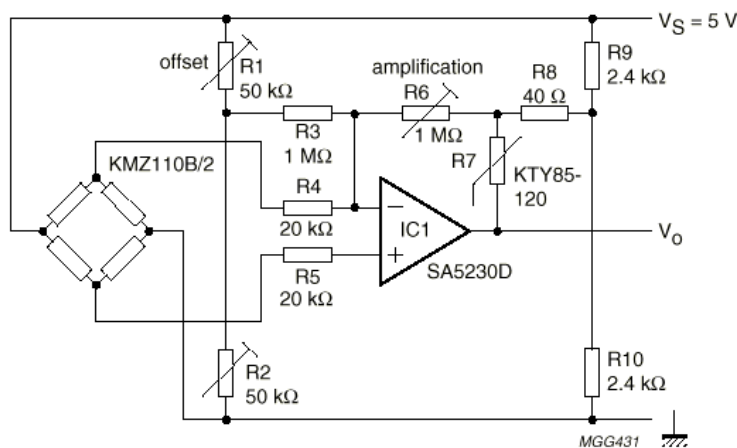 V_S = 5 V
offset
R1
50 kΩ
amplification
R6
1 MΩ
R8
40 Ω
R9
2.4 kΩ
R3
1 MΩ
R7
KTY85-
120
KMZ110B/2
R4
20 kΩ
IC1
SA5230D
V_o
R5
20 kΩ
R2
50 kΩ
R10
2.4 kΩ
MGG431